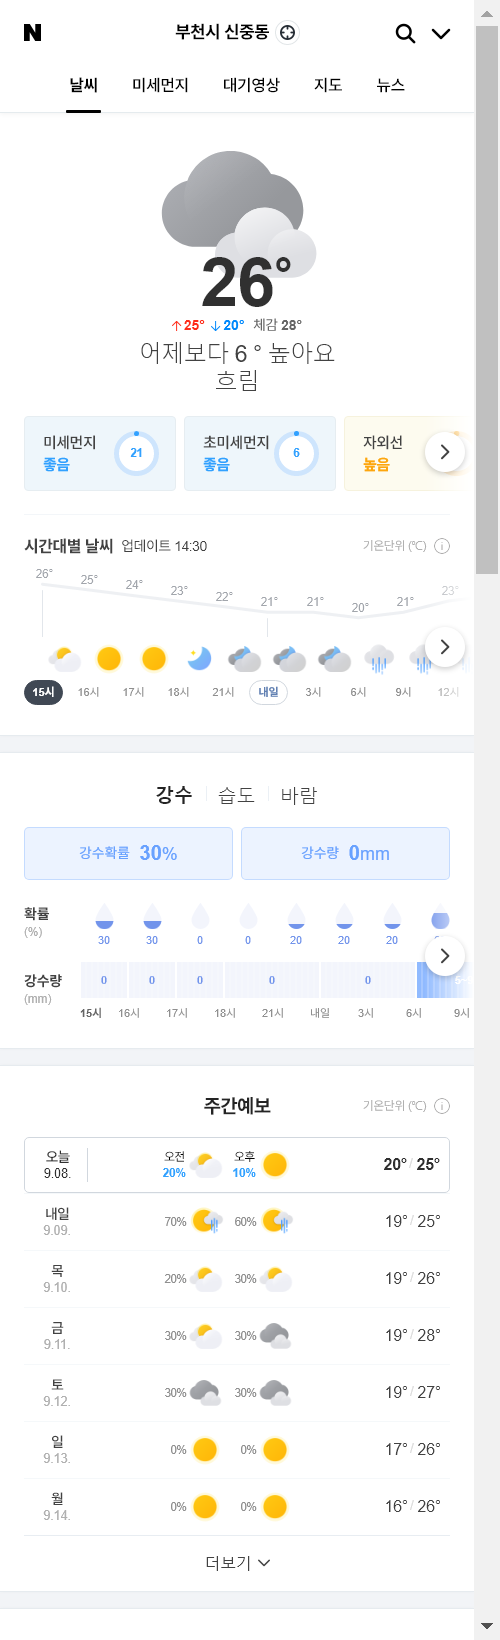 N
부천시 신중동
날씨 미세먼지 대기영상 지도 뉴스
26°
↑25° ↓20° 체감 28°
어제보다 6 ° 높아요
흐림
미세먼지 좋음 21
초미세먼지 좋음 6
자외선 높음
시간대별 날씨 업데이트 14:30 기온단위 (℃)
26° 25° 24° 23° 22° 21° 21° 20° 21° 23°
15시 16시 17시 18시 21시 내일 3시 6시 9시 12시
강수 습도 바람
강수확률 30% 강수량 0mm
확률
(%)
30 30 0 0 20 20 20
강수량
(mm)
0 0 0 0 0
15시 16시 17시 18시 21시 내일 3시 6시 9시
주간예보 기온단위 (℃)
오늘 9.08. 오전 20% 오후 10% 20° / 25°
내일 9.09. 70% 60% 19° / 25°
목 9.10. 20% 30% 19° / 26°
금 9.11. 30% 30% 19° / 28°
토 9.12. 30% 30% 19° / 27°
일 9.13. 0% 0% 17° / 26°
월 9.14. 0% 0% 16° / 26°
더보기